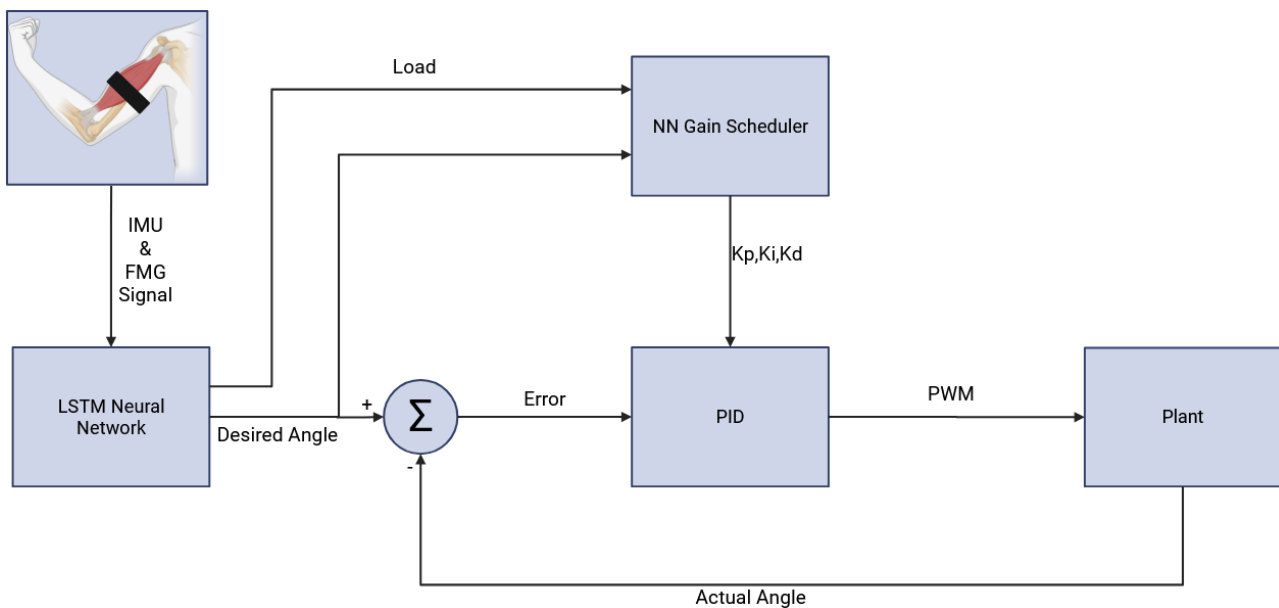 Load
NN Gain Scheduler
IMU
&
FMG
Signal
Kp,Ki,Kd
LSTM Neural
Network
Desired Angle
+
Σ
-
Error
PID
PWM
Plant
Actual Angle